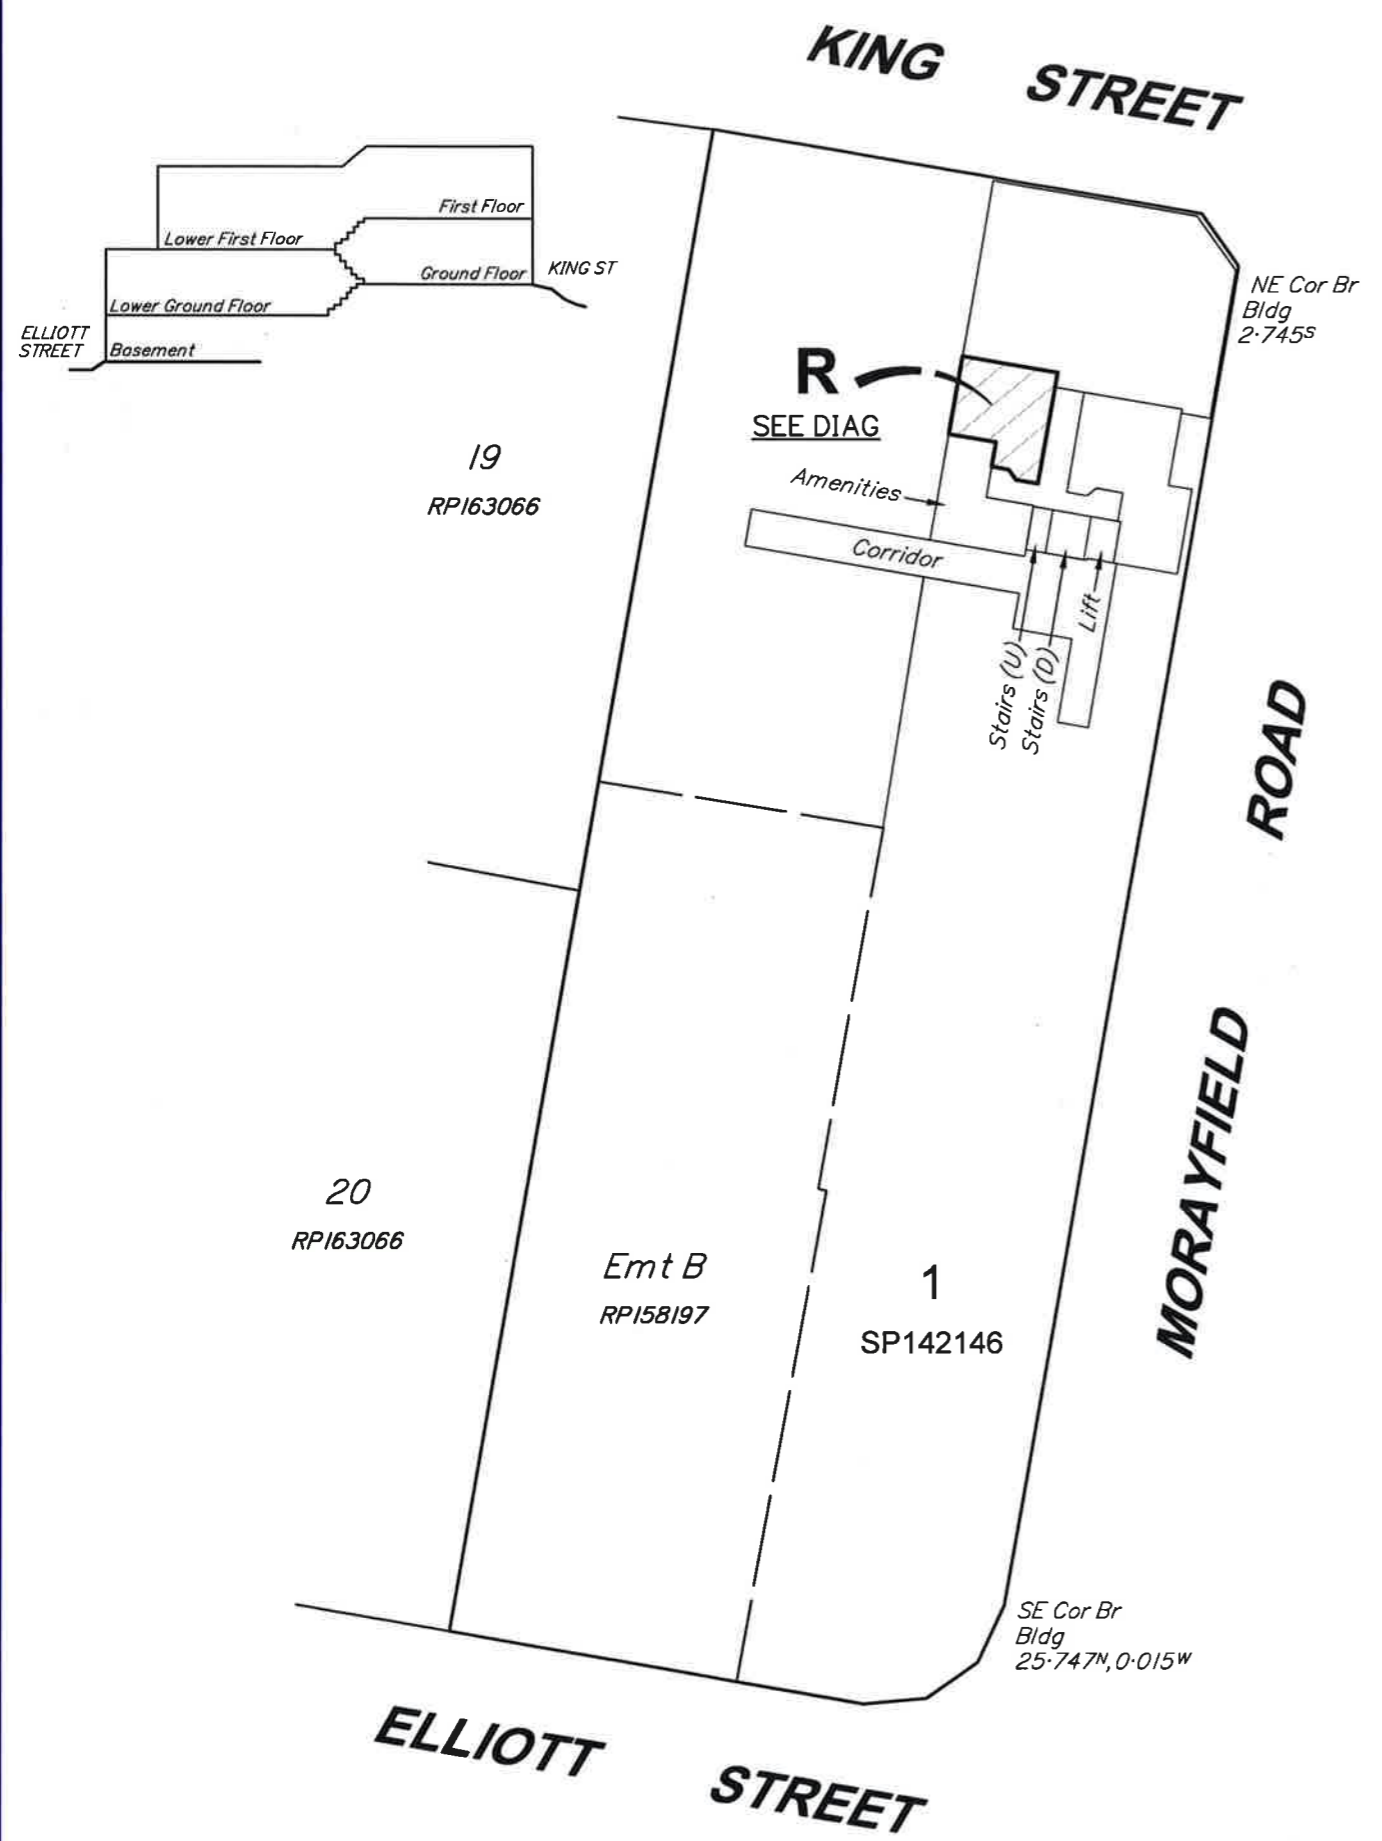 KING STREET
First Floor
Lower First Floor
KING ST
Ground Floor
Lower Ground Floor
ELLIOTT
STREET
Basement
NE Cor Br
Bldg
2·745S
R
SEE DIAG
19
RP163066
Amenities
Corridor
Lift
Stairs (U)
Stairs (D)
MORAYFIELD ROAD
20
RP163066
Emt B
RP158197
1
SP142146
SE Cor Br
Bldg
25·747N, 0·015W
ELLIOTT STREET